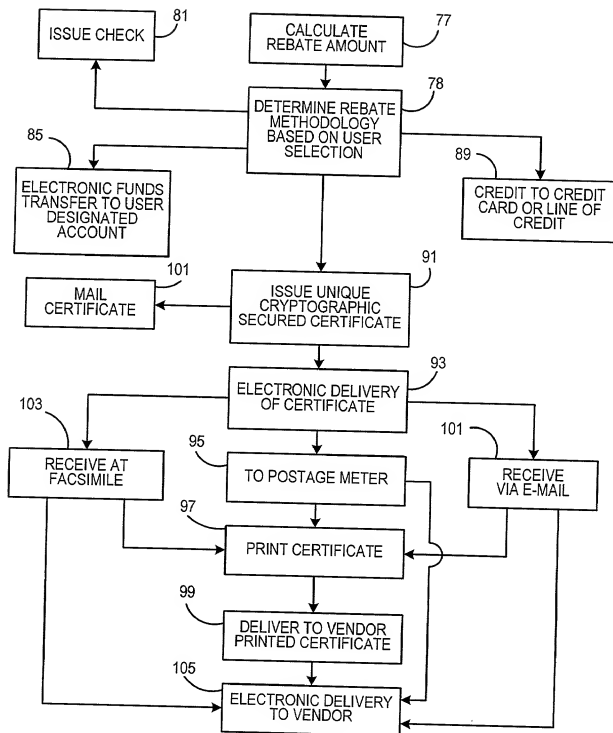 81
ISSUE CHECK
CALCULATE
REBATE AMOUNT
77
DETERMINE REBATE
METHODOLOGY
BASED ON USER
SELECTION
78
85
ELECTRONIC FUNDS
TRANSFER TO USER
DESIGNATED
ACCOUNT
89
CREDIT TO CREDIT
CARD OR LINE OF
CREDIT
101
MAIL
CERTIFICATE
91
ISSUE UNIQUE
CRYPTOGRAPHIC
SECURED CERTIFICATE
93
ELECTRONIC DELIVERY
OF CERTIFICATE
103
RECEIVE AT
FACSIMILE
95
TO POSTAGE METER
101
RECEIVE
VIA E-MAIL
97
PRINT CERTIFICATE
99
DELIVER TO VENDOR
PRINTED CERTIFICATE
105
ELECTRONIC DELIVERY
TO VENDOR